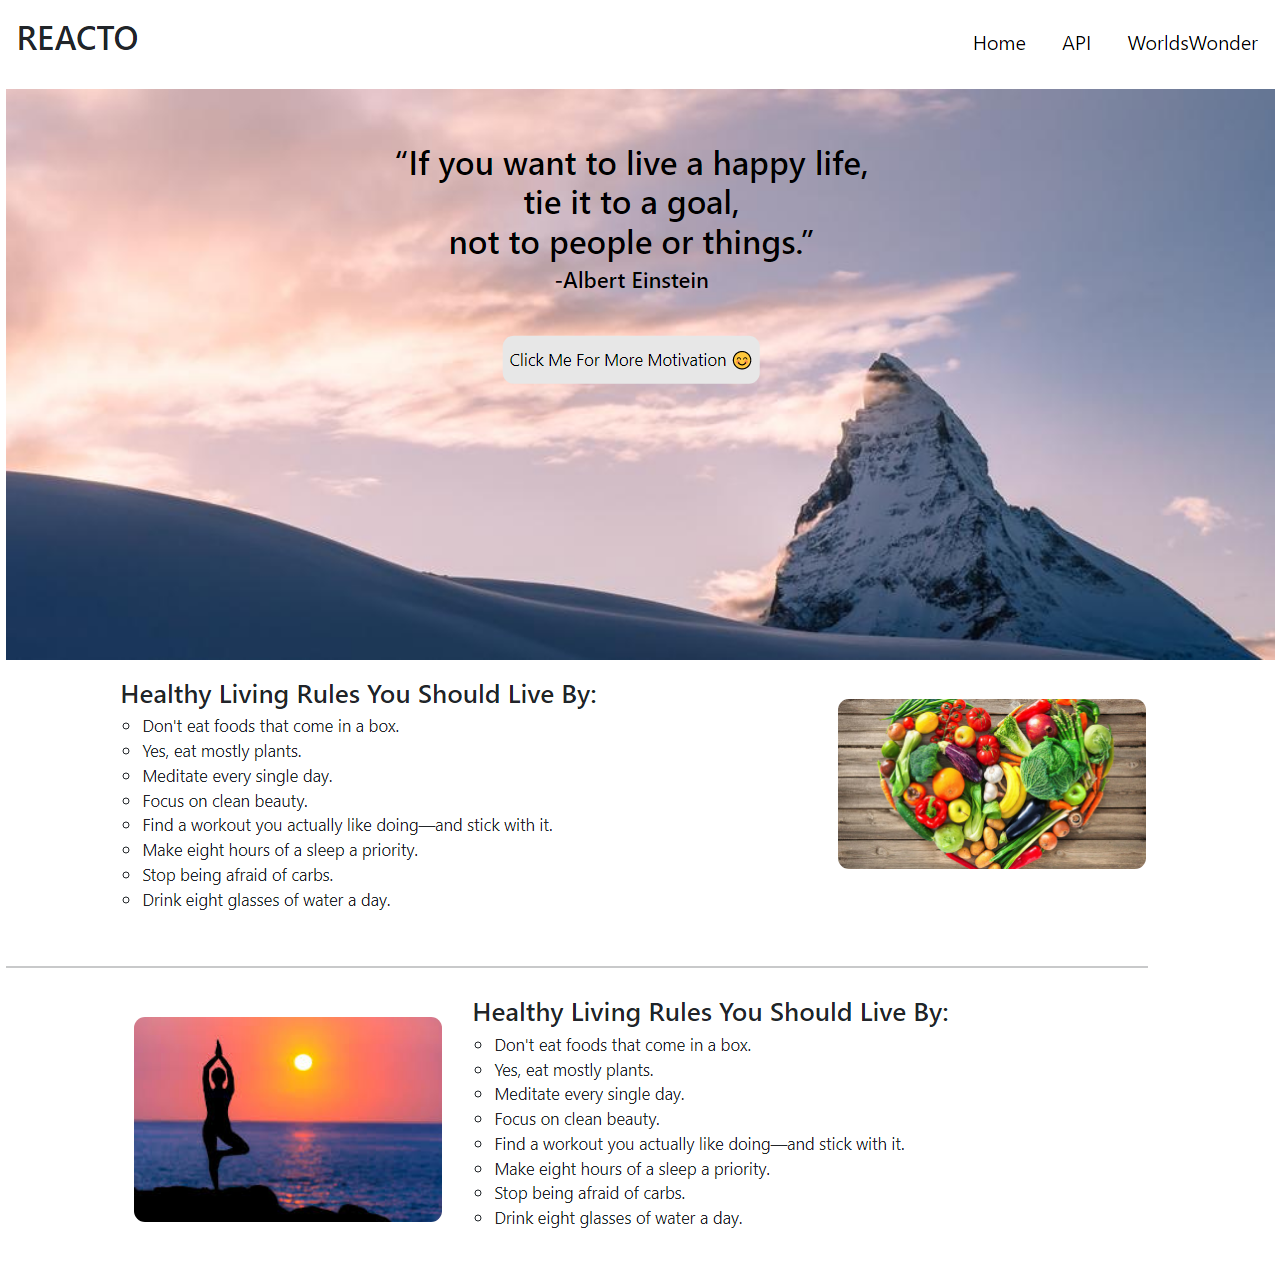 REACTO
Home API WorldsWonder
“If you want to live a happy life,
tie it to a goal,
not to people or things.”
-Albert Einstein
Click Me For More Motivation 😊
Healthy Living Rules You Should Live By:
Don't eat foods that come in a box.
Yes, eat mostly plants.
Meditate every single day.
Focus on clean beauty.
Find a workout you actually like doing—and stick with it.
Make eight hours of a sleep a priority.
Stop being afraid of carbs.
Drink eight glasses of water a day.
Healthy Living Rules You Should Live By:
Don't eat foods that come in a box.
Yes, eat mostly plants.
Meditate every single day.
Focus on clean beauty.
Find a workout you actually like doing—and stick with it.
Make eight hours of a sleep a priority.
Stop being afraid of carbs.
Drink eight glasses of water a day.